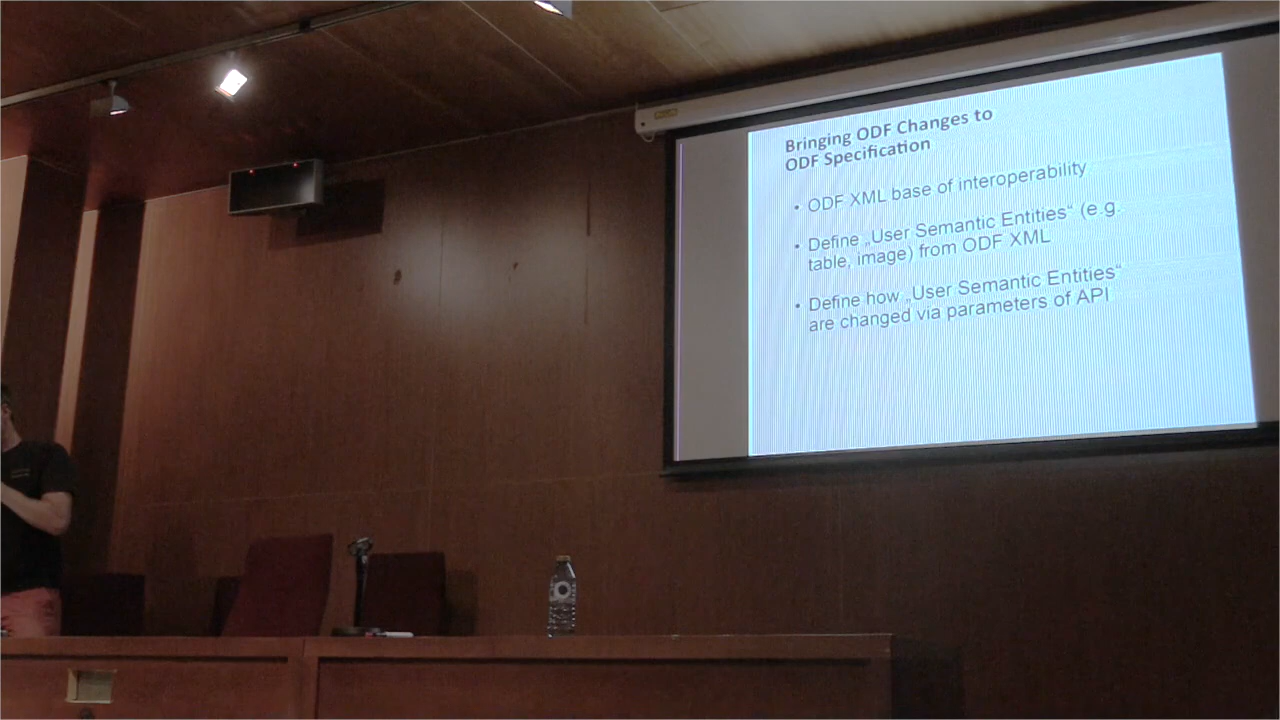 Bringing ODF Changes to
ODF Specification
• ODF XML base of interoperability
• Define „User Semantic Entities“ (e.g.
table, image) from ODF XML
• Define how „User Semantic Entities“
are changed via parameters of API